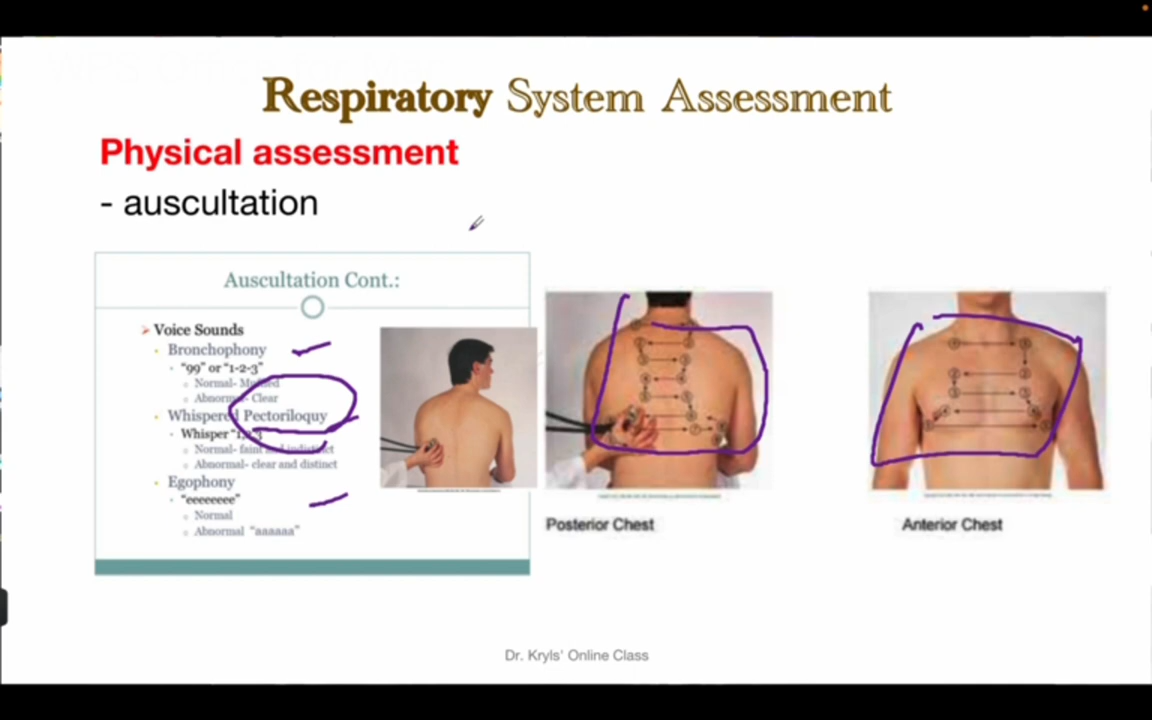 Respiratory System Assessment
Physical assessment
- auscultation
Auscultation Cont.:
Voice Sounds
Bronchophony
"99" or "1-2-3"
Normal- Muffled
Abnormal- Clear
Whispered Pectoriloquy
Whisper "1,2,3
Normal- faint and indistinct
Abnormal- clear and distinct
Egophony
"eeeeeeee"
Normal
Abnormal "aaaaaa"
Posterior Chest
Anterior Chest
Dr. Kryls' Online Class